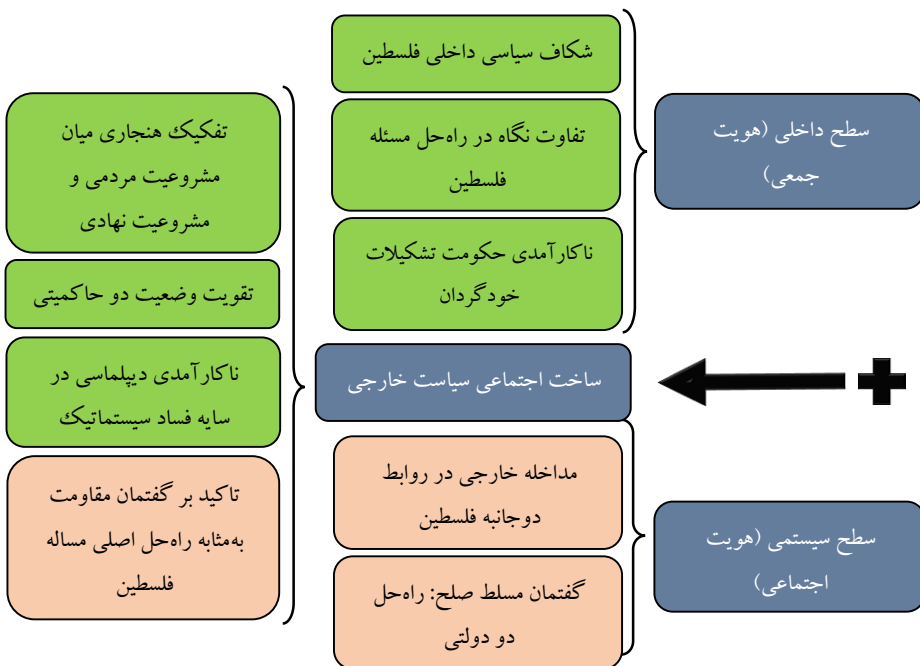 سطح داخلی (هویت
جمعی)
شکاف سیاسی داخلی فلسطین
تفاوت نگاه در راه‌حل مسئله
فلسطین
ناکارآمدی حکومت تشکیلات
خودگردان
سطح سیستمی (هویت
اجتماعی)
مداخله خارجی در روابط
دوجانبه فلسطین
گفتمان مسلط صلح: راه‌حل
دو دولتی
ساخت اجتماعی سیاست خارجی
تفکیک هنجاری میان
مشروعیت مردمی و
مشروعیت نهادی
تقویت وضعیت دو حاکمیتی
ناکارآمدی دیپلماسی در
سایه فساد سیستماتیک
تاکید بر گفتمان مقاومت
به‌مثابه راه‌حل اصلی مساله
فلسطین